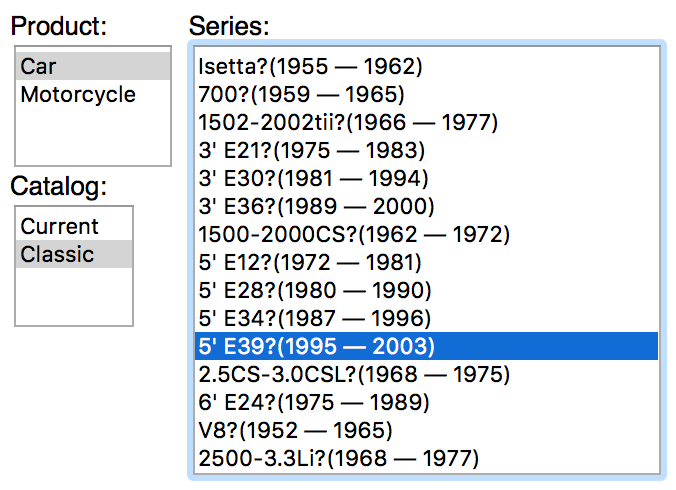 Product:
Car
Motorcycle
Catalog:
Current
Classic
Series:
Isetta?(1955 — 1962)
700?(1959 — 1965)
1502-2002tii?(1966 — 1977)
3' E21?(1975 — 1983)
3' E30?(1981 — 1994)
3' E36?(1989 — 2000)
1500-2000CS?(1962 — 1972)
5' E12?(1972 — 1981)
5' E28?(1980 — 1990)
5' E34?(1987 — 1996)
5' E39?(1995 — 2003)
2.5CS-3.0CSL?(1968 — 1975)
6' E24?(1975 — 1989)
V8?(1952 — 1965)
2500-3.3Li?(1968 — 1977)